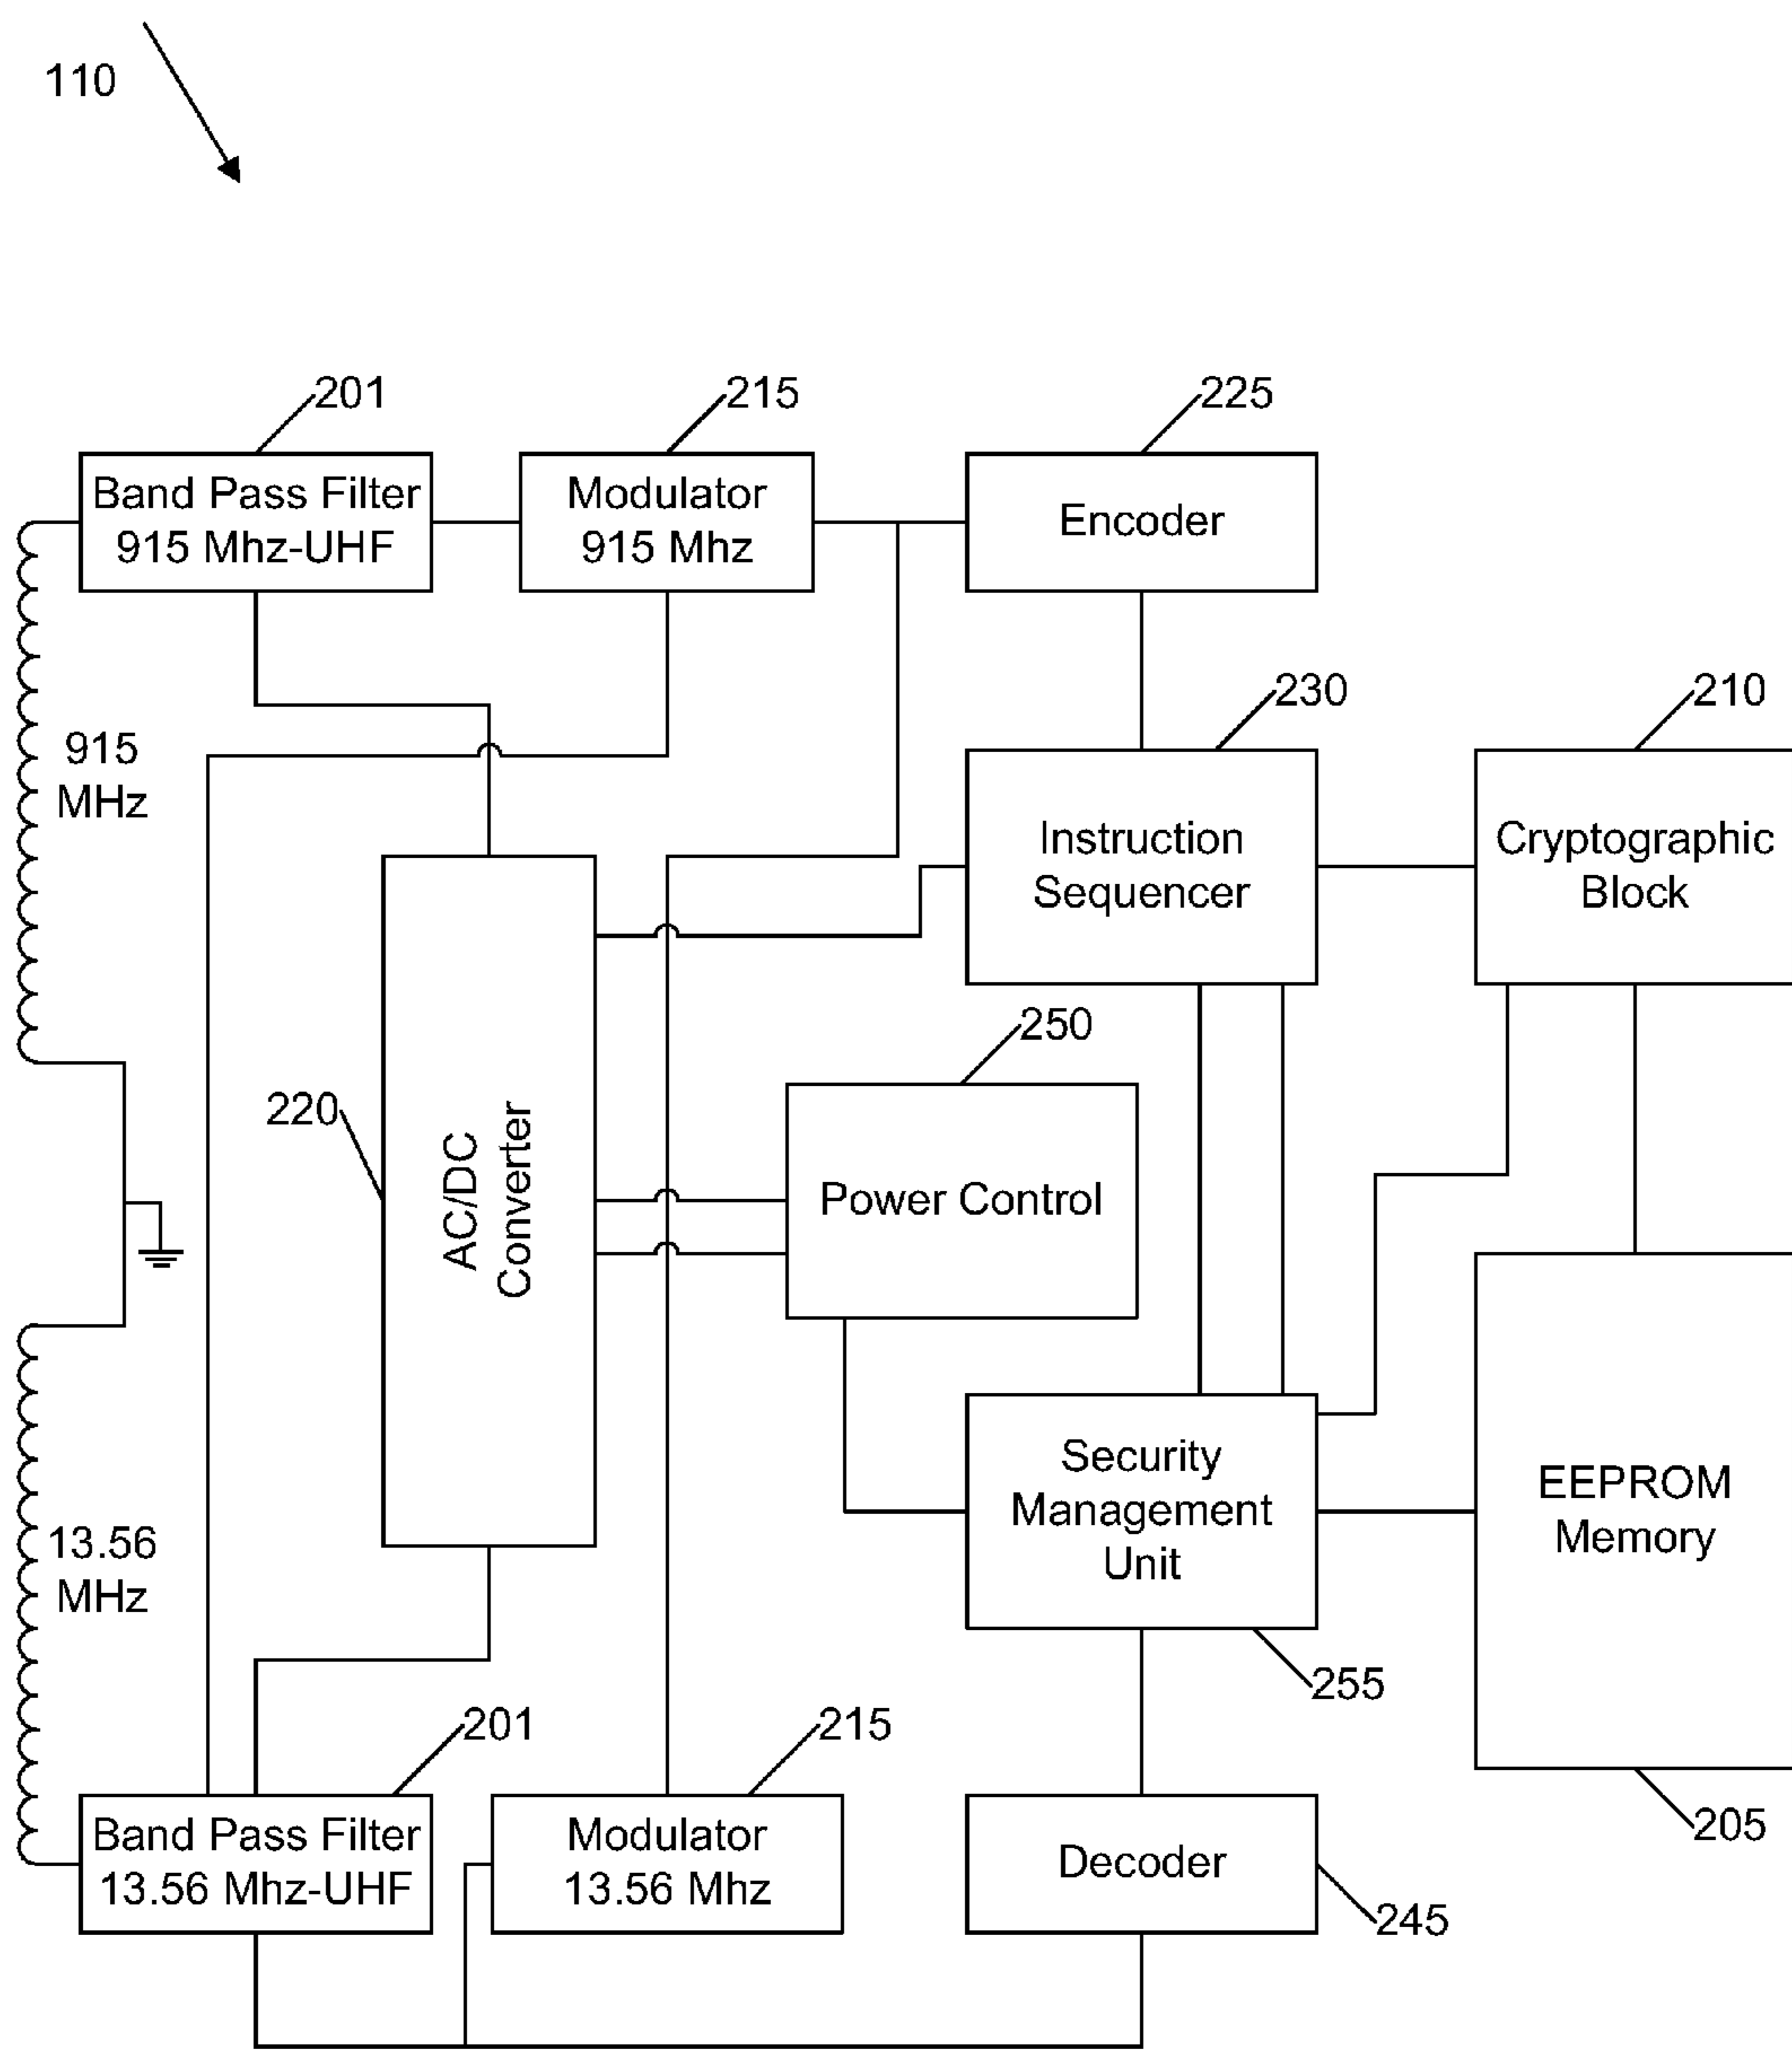 110
201
215
225
Band Pass Filter
915 Mhz-UHF
Modulator
915 Mhz
Encoder
230
210
915
MHz
Instruction
Sequencer
Cryptographic
Block
250
220
AC/DC
Converter
Power Control
Security
Management
Unit
EEPROM
Memory
13.56
MHz
255
201
215
205
Band Pass Filter
13.56 Mhz-UHF
Modulator
13.56 Mhz
Decoder
245